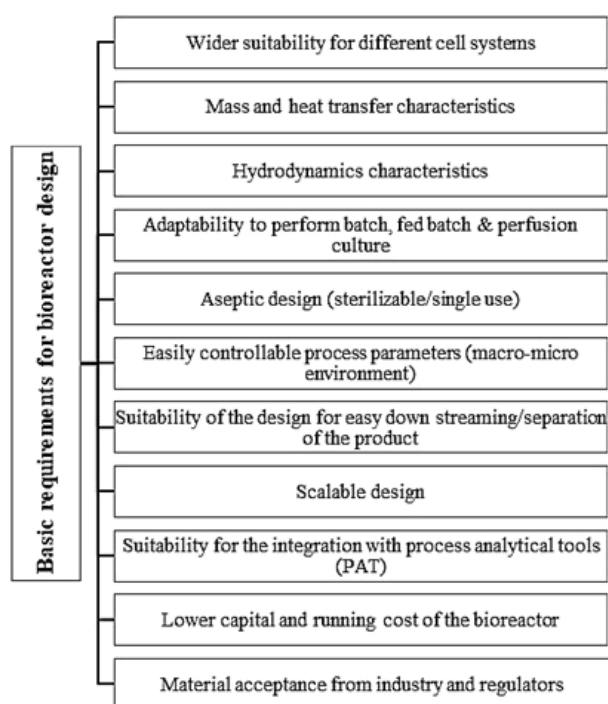 Basic requirements for bioreactor design
Wider suitability for different cell systems
Mass and heat transfer characteristics
Hydrodynamics characteristics
Adaptability to perform batch, fed batch & perfusion
culture
Aseptic design (sterilizable/single use)
Easily controllable process parameters (macro-micro
environment)
Suitability of the design for easy down streaming/separation
of the product
Scalable design
Suitability for the integration with process analytical tools
(PAT)
Lower capital and running cost of the bioreactor
Material acceptance from industry and regulators